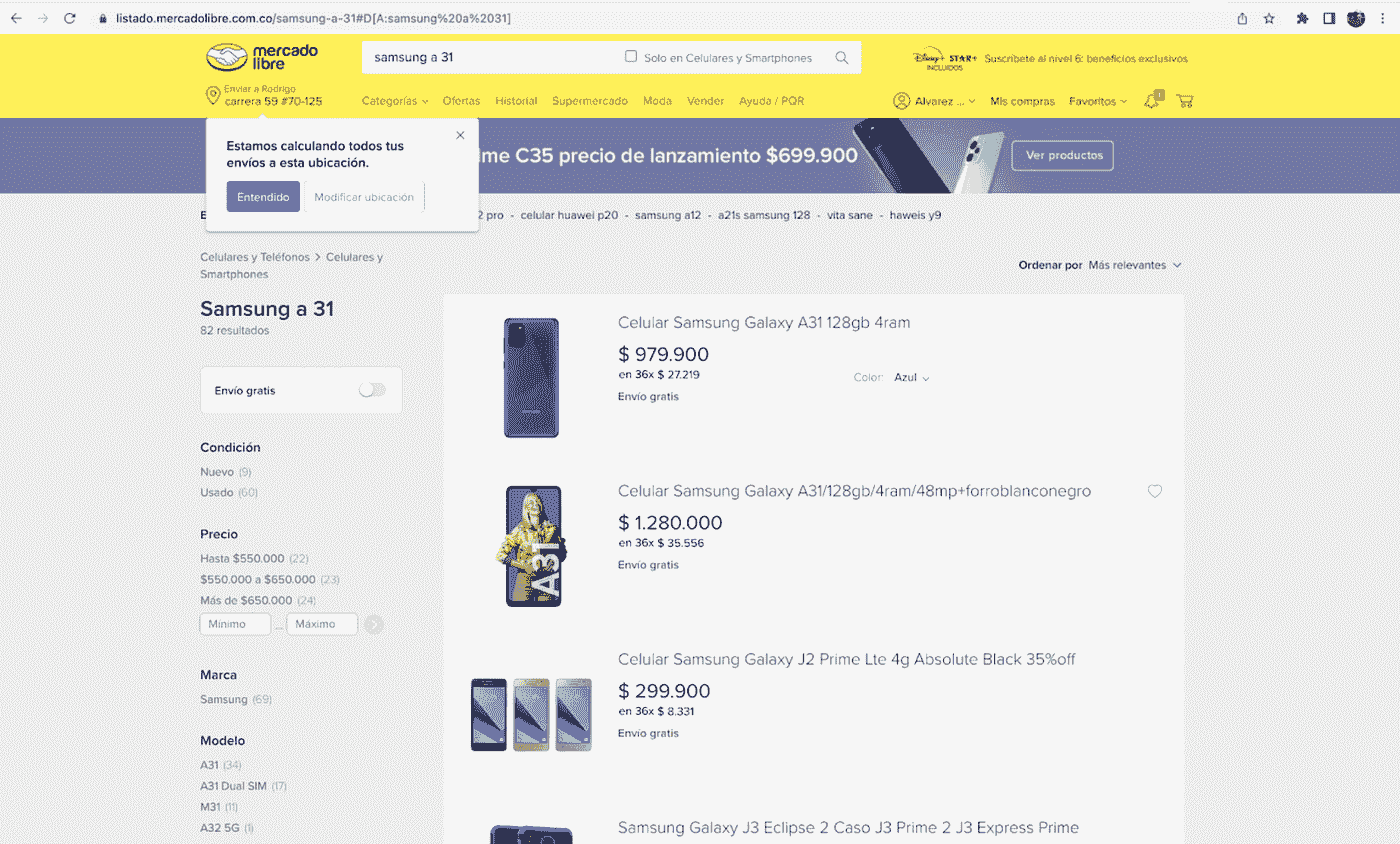 listado.mercadolibre.com.co/samsung-a-31#D[A:samsung%20a%2031]
mercado
libre
samsung a 31
Solo en Celulares y Smartphones
Disney+ STAR+
INCLUIDOS
Suscríbete al nivel 6: beneficios exclusivos
Enviar a Rodrigo
carrera 59 #70-125
Categorías
Ofertas
Historial
Supermercado
Moda
Vender
Ayuda / PQR
Alvarez ...
Mis compras
Favoritos
1
Estamos calculando todos tus
envíos a esta ubicación.
Entendido
Modificar ubicación
me C35 precio de lanzamiento $699.900
Ver productos
2 pro - celular huawei p20 - samsung a12 - a21s samsung 128 - vita sane - haweis y9
Celulares y Teléfonos > Celulares y
Smartphones
Ordenar por Más relevantes
Samsung a 31
82 resultados
Envío gratis
Condición
Nuevo (9)
Usado (60)
Precio
Hasta $550.000 (22)
$550.000 a $650.000 (23)
Más de $650.000 (24)
Mínimo
Máximo
Marca
Samsung (69)
Modelo
A31 (34)
A31 Dual SIM (17)
M31 (11)
A32 5G (1)
Celular Samsung Galaxy A31 128gb 4ram
$ 979.900
en 36x $ 27.219
Envío gratis
Color: Azul
Celular Samsung Galaxy A31/128gb/4ram/48mp+forroblanconegro
$ 1.280.000
en 36x $ 35.556
Envío gratis
A31
Celular Samsung Galaxy J2 Prime Lte 4g Absolute Black 35%off
$ 299.900
en 36x $ 8.331
Envío gratis
Samsung Galaxy J3 Eclipse 2 Caso J3 Prime 2 J3 Express Prime